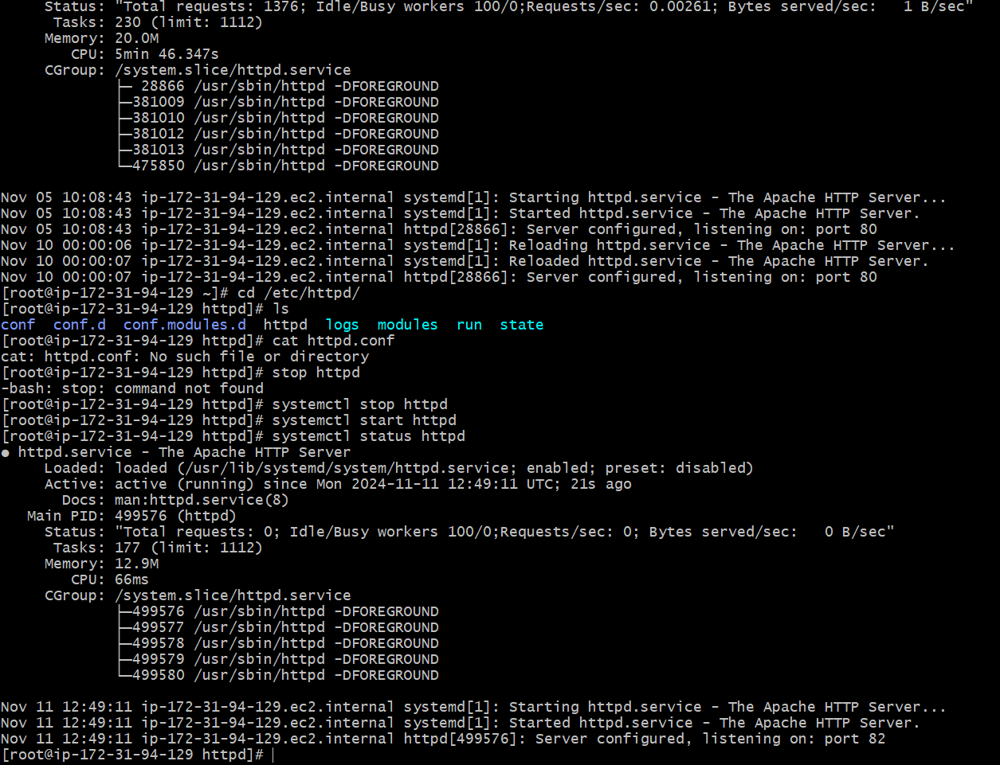 Status: "Total requests: 1376; Idle/Busy workers 100/0;Requests/sec: 0.00261; Bytes served/sec:   1 B/sec"
Tasks: 230 (limit: 1112)
Memory: 20.0M
CPU: 5min 46.347s
CGroup: /system.slice/httpd.service
├─ 28866 /usr/sbin/httpd -DFOREGROUND
├─381009 /usr/sbin/httpd -DFOREGROUND
├─381010 /usr/sbin/httpd -DFOREGROUND
├─381012 /usr/sbin/httpd -DFOREGROUND
├─381013 /usr/sbin/httpd -DFOREGROUND
└─475850 /usr/sbin/httpd -DFOREGROUND
Nov 05 10:08:43 ip-172-31-94-129.ec2.internal systemd[1]: Starting httpd.service - The Apache HTTP Server...
Nov 05 10:08:43 ip-172-31-94-129.ec2.internal systemd[1]: Started httpd.service - The Apache HTTP Server.
Nov 05 10:08:43 ip-172-31-94-129.ec2.internal httpd[28866]: Server configured, listening on: port 80
Nov 10 00:00:06 ip-172-31-94-129.ec2.internal systemd[1]: Reloading httpd.service - The Apache HTTP Server...
Nov 10 00:00:07 ip-172-31-94-129.ec2.internal systemd[1]: Reloaded httpd.service - The Apache HTTP Server.
Nov 10 00:00:07 ip-172-31-94-129.ec2.internal httpd[28866]: Server configured, listening on: port 80
[root@ip-172-31-94-129 ~]# cd /etc/httpd/
[root@ip-172-31-94-129 httpd]# ls
conf  conf.d  conf.modules.d  httpd  logs  modules  run  state
[root@ip-172-31-94-129 httpd]# cat httpd.conf
cat: httpd.conf: No such file or directory
[root@ip-172-31-94-129 httpd]# stop httpd
-bash: stop: command not found
[root@ip-172-31-94-129 httpd]# systemctl stop httpd
[root@ip-172-31-94-129 httpd]# systemctl start httpd
[root@ip-172-31-94-129 httpd]# systemctl status httpd
● httpd.service - The Apache HTTP Server
Loaded: loaded (/usr/lib/systemd/system/httpd.service; enabled; preset: disabled)
Active: active (running) since Mon 2024-11-11 12:49:11 UTC; 21s ago
Docs: man:httpd.service(8)
Main PID: 499576 (httpd)
Status: "Total requests: 0; Idle/Busy workers 100/0;Requests/sec: 0; Bytes served/sec:   0 B/sec"
Tasks: 177 (limit: 1112)
Memory: 12.9M
CPU: 66ms
CGroup: /system.slice/httpd.service
├─499576 /usr/sbin/httpd -DFOREGROUND
├─499577 /usr/sbin/httpd -DFOREGROUND
├─499578 /usr/sbin/httpd -DFOREGROUND
├─499579 /usr/sbin/httpd -DFOREGROUND
└─499580 /usr/sbin/httpd -DFOREGROUND
Nov 11 12:49:11 ip-172-31-94-129.ec2.internal systemd[1]: Starting httpd.service - The Apache HTTP Server...
Nov 11 12:49:11 ip-172-31-94-129.ec2.internal systemd[1]: Started httpd.service - The Apache HTTP Server.
Nov 11 12:49:11 ip-172-31-94-129.ec2.internal httpd[499576]: Server configured, listening on: port 82
[root@ip-172-31-94-129 httpd]#